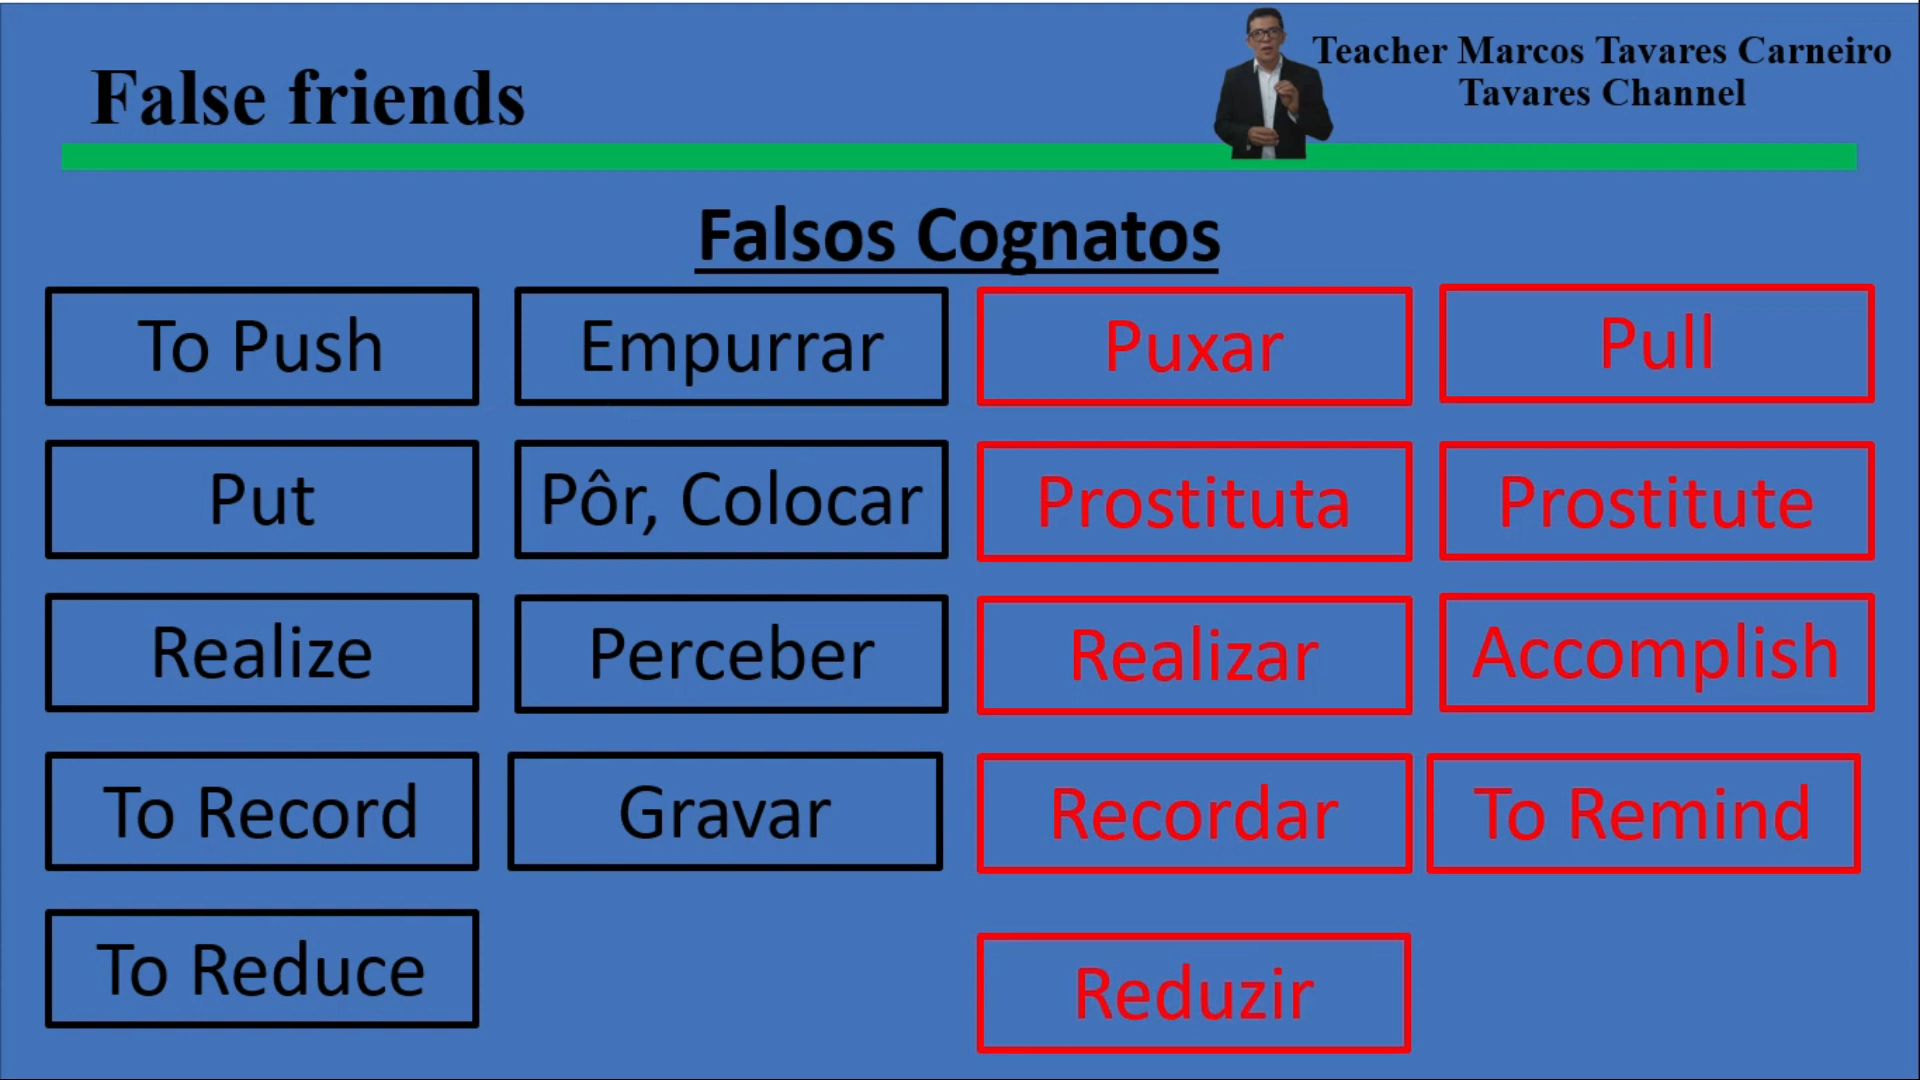 False friends
Teacher Marcos Tavares Carneiro
Tavares Channel
Falsos Cognatos
To Push
Empurrar
Puxar
Pull
Put
Pôr, Colocar
Prostituta
Prostitute
Realize
Perceber
Realizar
Accomplish
To Record
Gravar
Recordar
To Remind
To Reduce
Reduzir